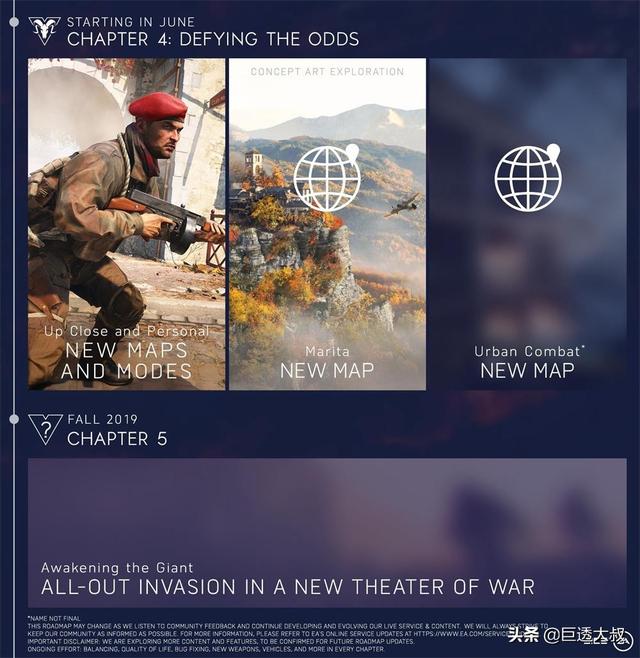 STARTING IN JUNE
CHAPTER 4: DEFYING THE ODDS
CONCEPT ART EXPLORATION
Up Close and Personal
NEW MAPS
AND MODES
Marita
NEW MAP
Urban Combat*
NEW MAP
?
FALL 2019
CHAPTER 5
Awakening the Giant
ALL-OUT INVASION IN A NEW THEATER OF WAR
*NAME NOT FINAL
THIS ROADMAP MAY CHANGE AS WE LISTEN TO COMMUNITY FEEDBACK AND CONTINUE DEVELOPING AND EVOLVING OUR LIVE SERVICE & CONTENT. WE WILL ALWAYS STRIVE TO
KEEP OUR COMMUNITY AS INFORMED AS POSSIBLE. FOR MORE INFORMATION, PLEASE REFER TO EA'S ONLINE SERVICE UPDATES AT HTTPS://WWW.EA.COM/SERVICE
IMPORTANT DISCLAIMER: WE ARE EXPLORING MORE CONTENT AND FEATURES, TO BE CONFIRMED FOR FUTURE ROADMAP UPDATES.
ONGOING EFFORT: BALANCING, QUALITY OF LIFE, BUG FIXING, NEW WEAPONS, VEHICLES, AND MORE IN EVERY CHAPTER.
头条 @巨透大叔